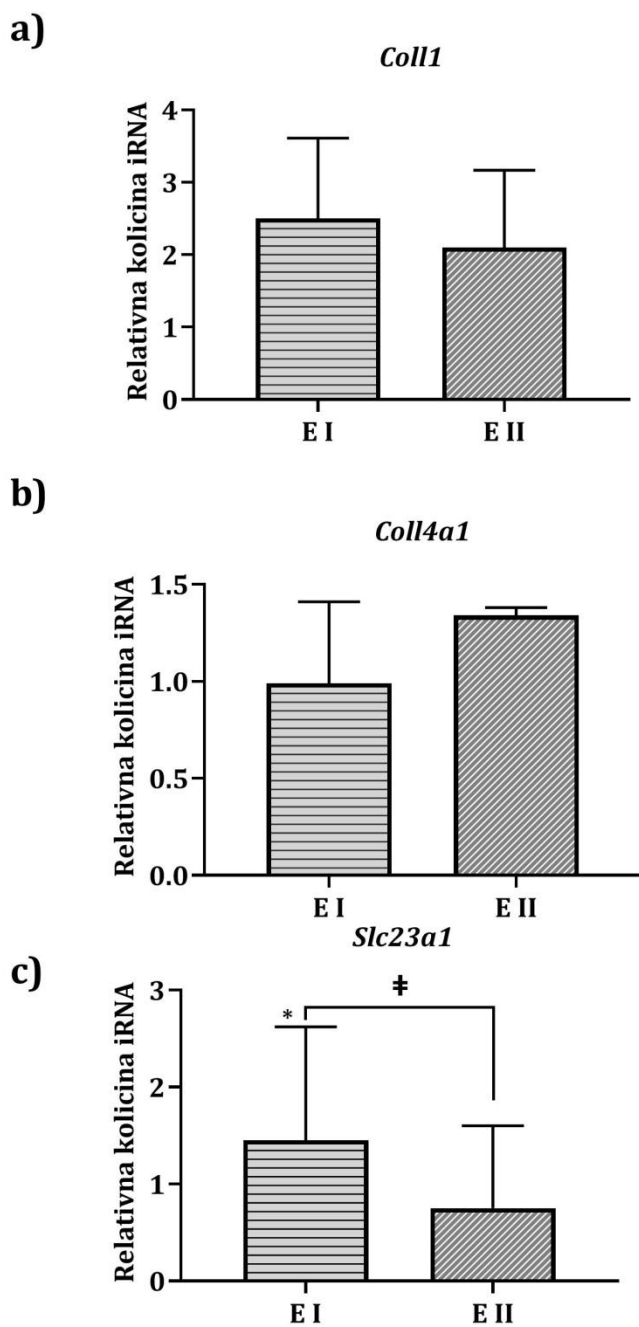 a)
Coll1
Relativna kolicina iRNA
4
3
2
1
0
E I
E II
b)
Coll4a1
Relativna kolicina iRNA
1.5
1.0
0.5
0.0
E I
E II
c)
Slc23a1
Relativna kolicina iRNA
3
2
1
0
*
ǂ
E I
E II